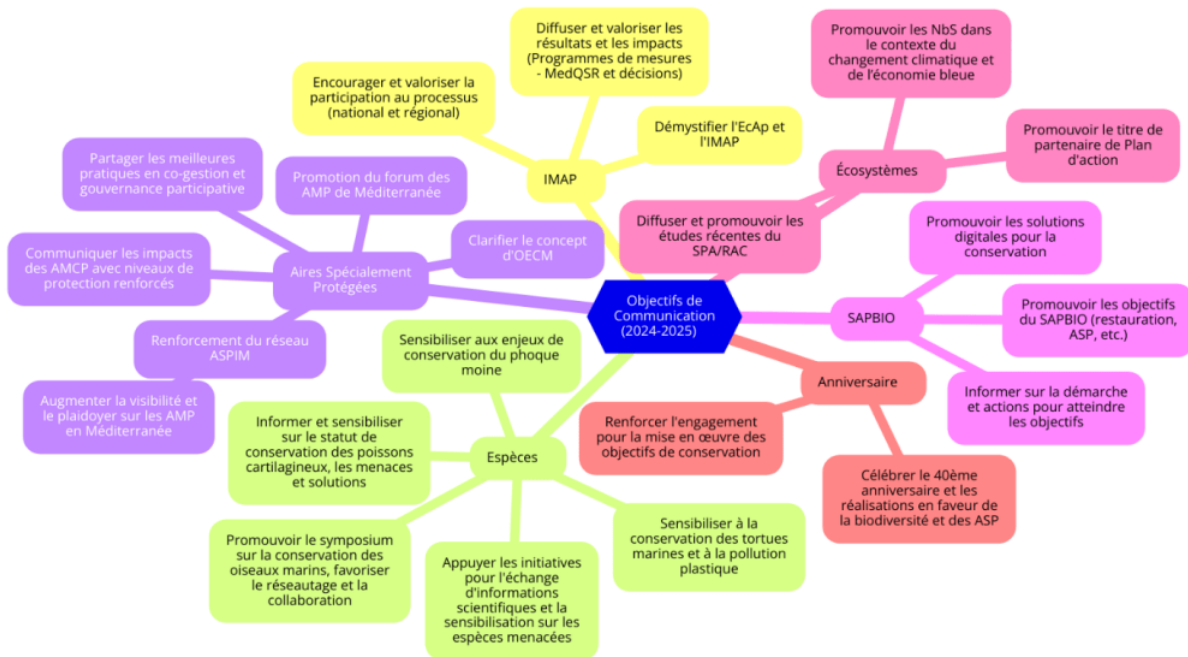 Diffuser et valoriser les
résultats et les impacts
(Programmes de mesures
- MedQSR et décisions)
Encourager et valoriser la
participation au processus
(national et régional)
Démystifier l'EcAp et
l'IMAP
IMAP
Promouvoir les NbS dans
le contexte du
changement climatique et
de l'économie bleue
Promouvoir le titre de
partenaire de Plan
d'action
Écosystèmes
Diffuser et promouvoir les
études récentes du
SPA/RAC
Partager les meilleures
pratiques en co-gestion et
gouvernance participative
Promotion du forum des
AMP de Méditerranée
Clarifier le concept
d'OECM
Communiquer les impacts
des AMCP avec niveaux de
protection renforcés
Aires Spécialement
Protégées
Renforcement du réseau
ASPIM
Augmenter la visibilité et
le plaidoyer sur les AMP
en Méditerranée
Objectifs de
Communication
(2024-2025)
Promouvoir les solutions
digitales pour la
conservation
SAPBIO
Promouvoir les objectifs
du SAPBIO (restauration,
ASP, etc.)
Informer sur la démarche
et actions pour atteindre
les objectifs
Anniversaire
Renforcer l'engagement
pour la mise en œuvre des
objectifs de conservation
Célébrer le 40ème
anniversaire et les
réalisations en faveur de
la biodiversité et des ASP
Sensibiliser aux enjeux de
conservation du phoque
moine
Informer et sensibiliser
sur le statut de
conservation des poissons
cartilagineux, les menaces
et solutions
Espèces
Promouvoir le symposium
sur la conservation des
oiseaux marins, favoriser
le réseautage et la
collaboration
Appuyer les initiatives
pour l'échange
d'informations
scientifiques et la
sensibilisation sur les
espèces menacées
Sensibiliser à la
conservation des tortues
marines et à la pollution
plastique